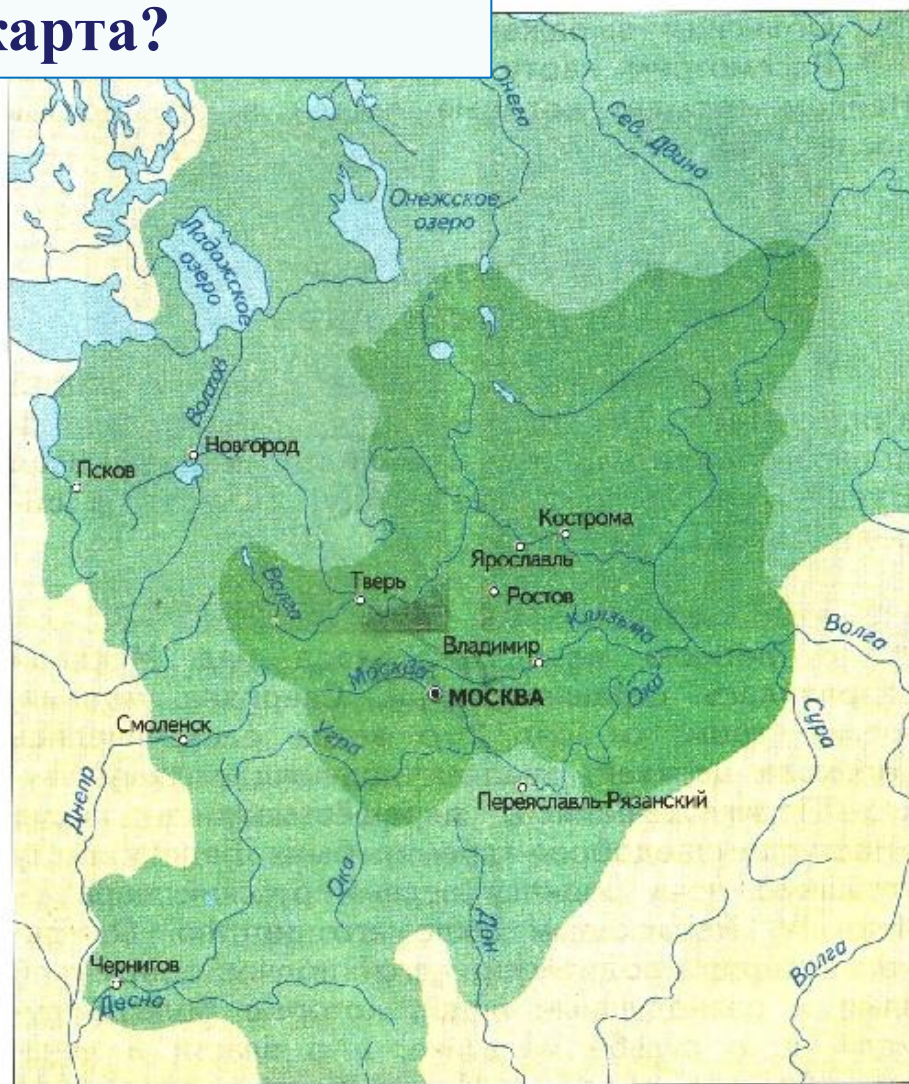 карта?
Онега
Сев. Двина
Онежское
озеро
Ладожское
озеро
Волхов
Новгород
Псков
Кострома
Ярославль
Тверь
Волга
Ростов
Клязьма
Владимир
Волга
Москва
МОСКВА
Ока
Сура
Смоленск
Угра
Днепр
Переяславль-Рязанский
Ока
Дон
Волга
Чернигов
Десна